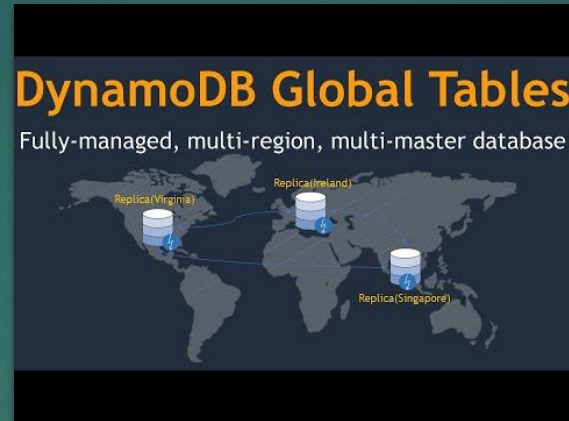 DynamoDB Global Tables
Fully-managed, multi-region, multi-master database
Replica(Virginia)
Replica(Ireland)
Replica(Singapore)